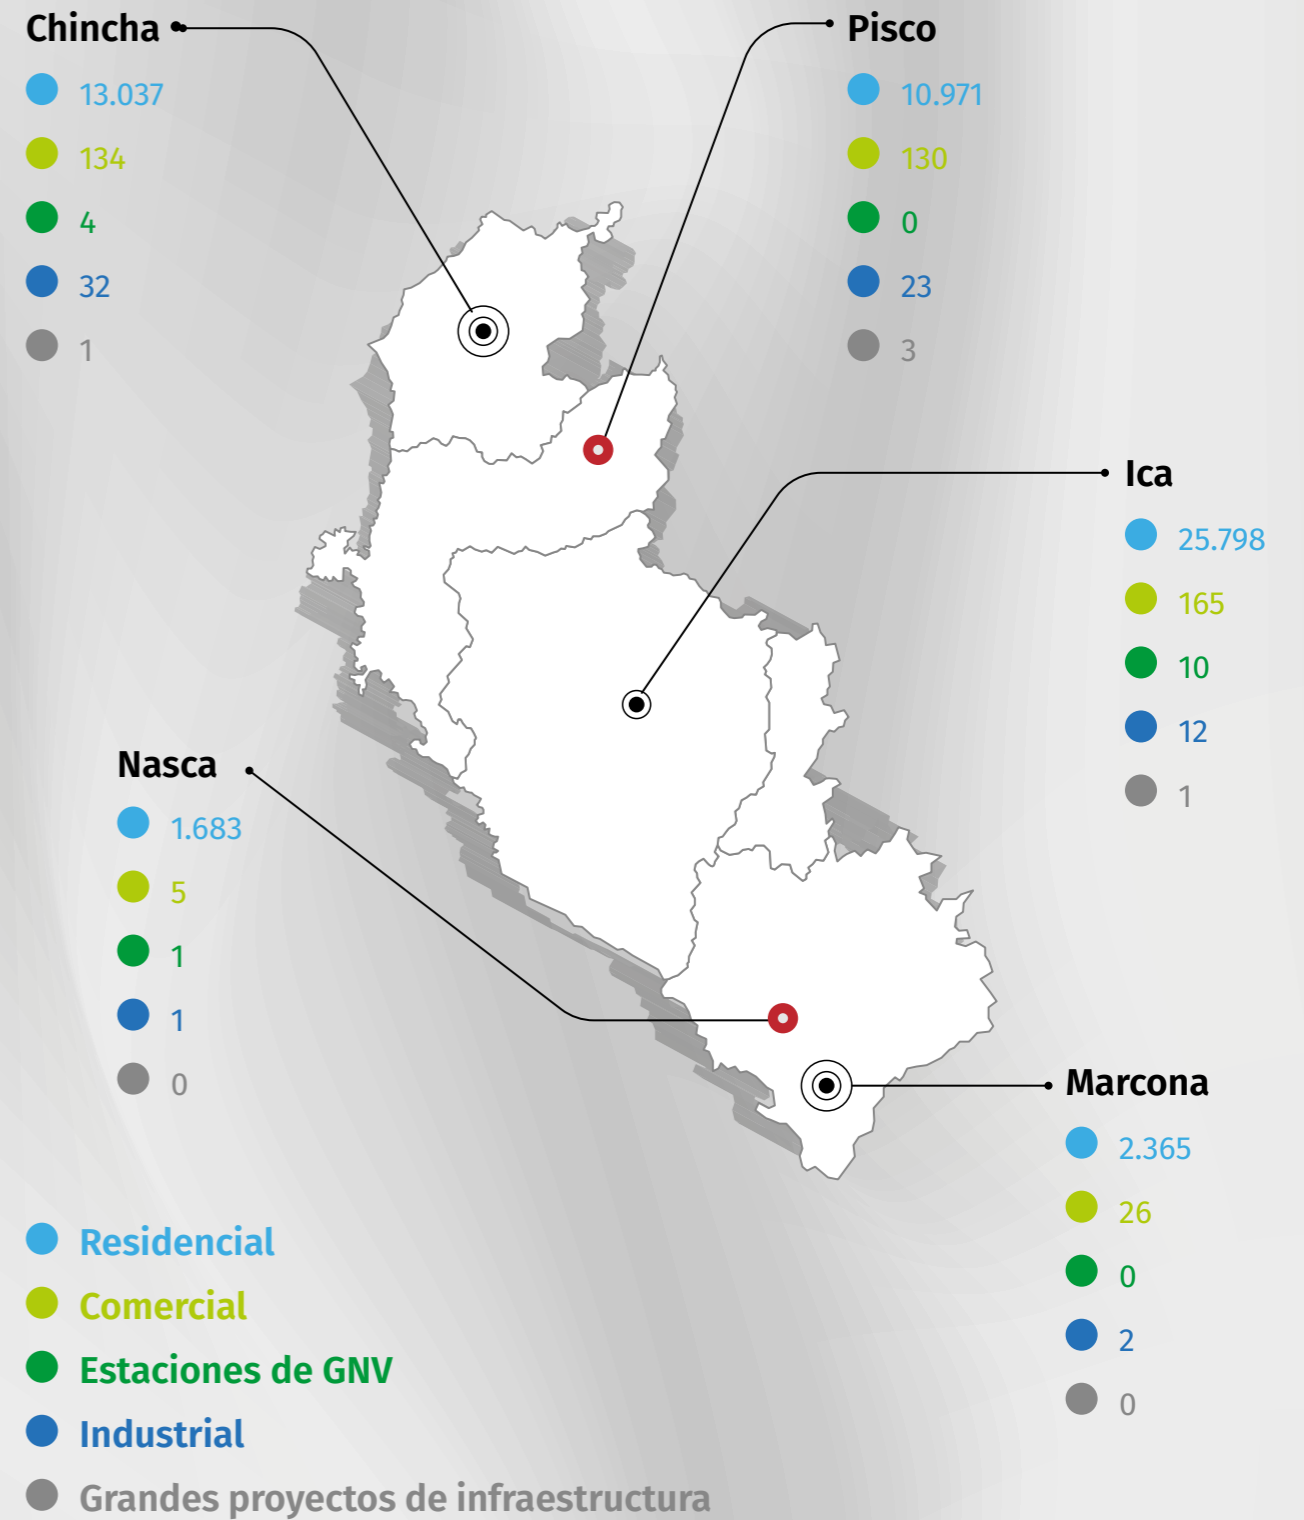 Chincha
13.037
134
4
32
1
Pisco
10.971
130
0
23
3
Ica
25.798
165
10
12
1
Nasca
1.683
5
1
1
0
Marcona
2.365
26
0
2
0
Residencial
Comercial
Estaciones de GNV
Industrial
Grandes proyectos de infraestructura